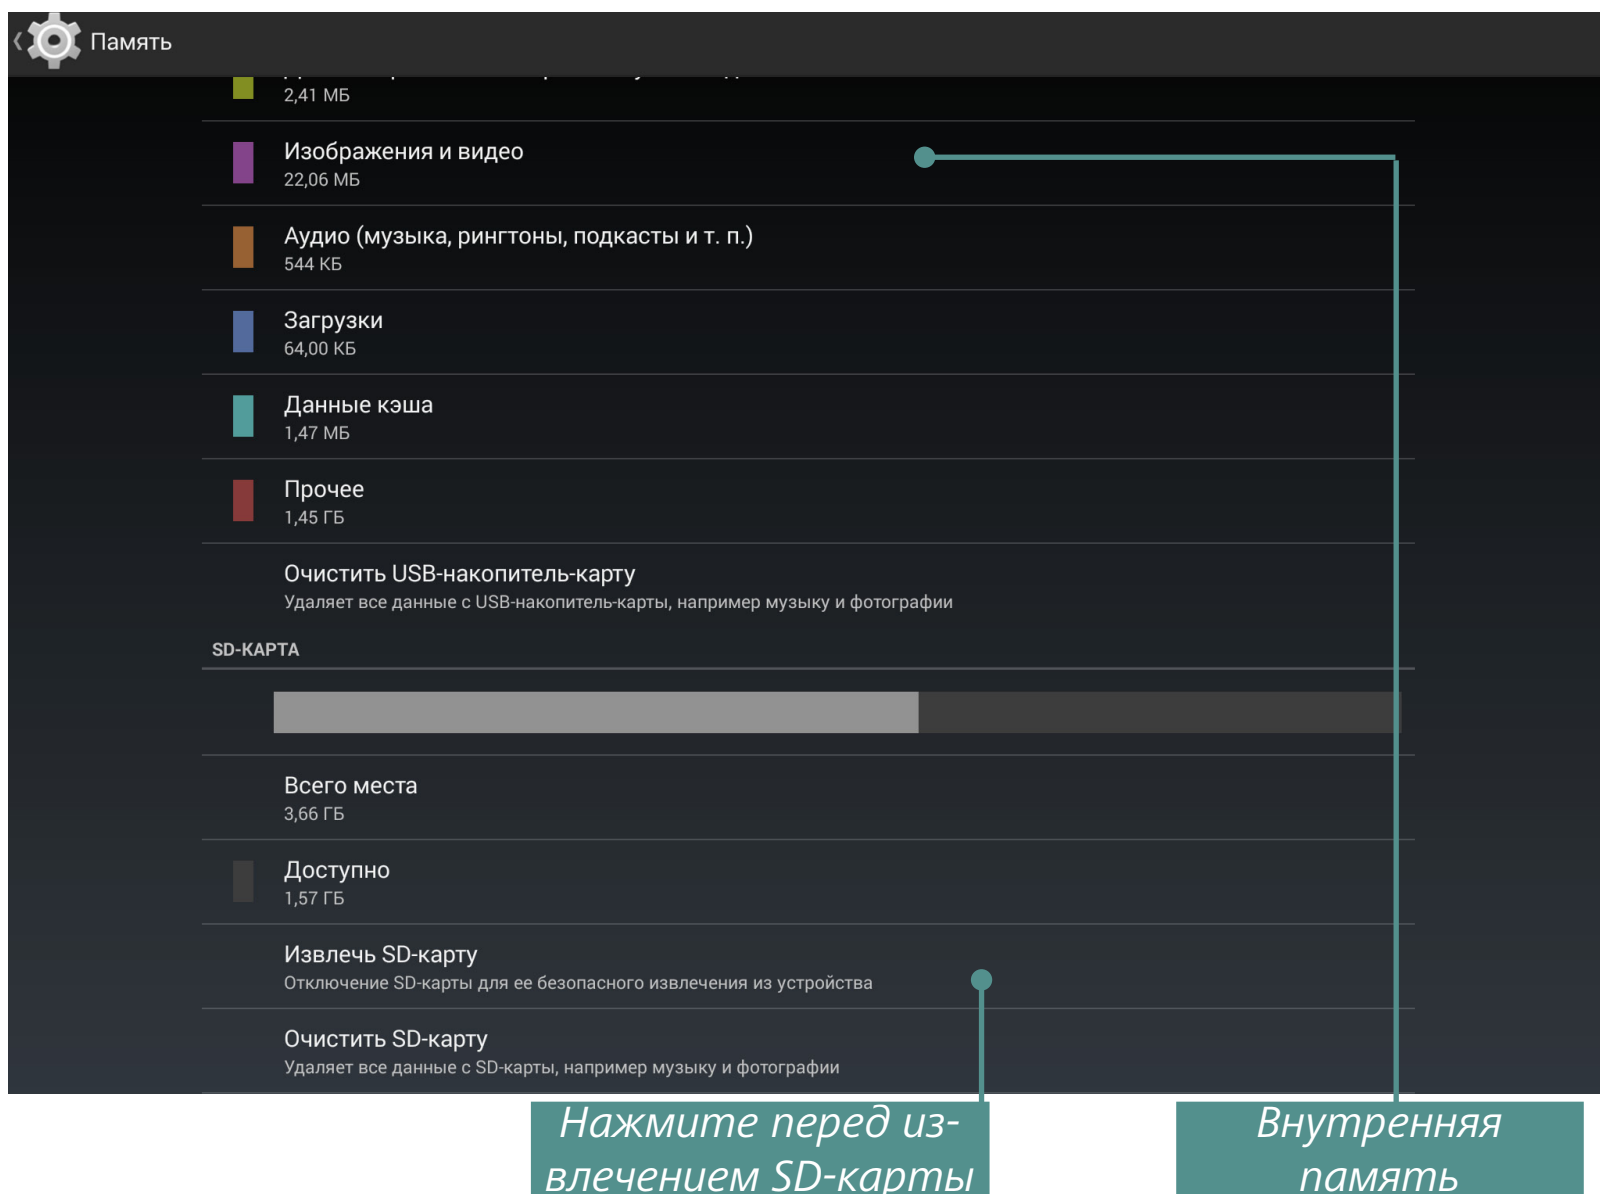 Память
2,41 МБ
Изображения и видео
22,06 МБ
Аудио (музыка, рингтоны, подкасты и т. п.)
544 КБ
Загрузки
64,00 КБ
Данные кэша
1,47 МБ
Прочее
1,45 ГБ
Очистить USB-накопитель-карту
Удаляет все данные с USB-накопитель-карты, например музыку и фотографии
SD-КАРТА
Всего места
3,66 ГБ
Доступно
1,57 ГБ
Извлечь SD-карту
Отключение SD-карты для ее безопасного извлечения из устройства
Очистить SD-карту
Удаляет все данные с SD-карты, например музыку и фотографии
Нажмите перед из-
влечением SD-карты
Внутренняя
память